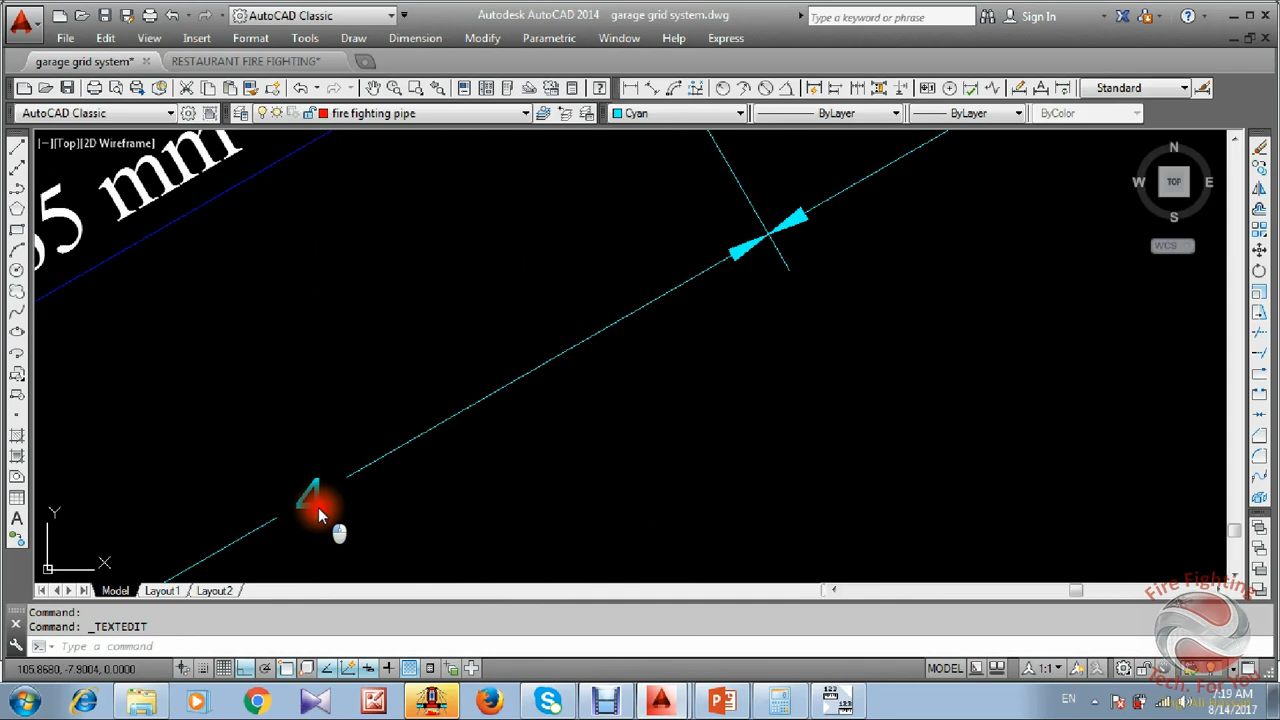 AutoCAD Classic
Autodesk AutoCAD 2014 garage grid system.dwg
Type a keyword or phrase
Sign In
File Edit View Insert Format Tools Draw Dimension Modify Parametric Window Help Express
garage grid system*
RESTAURANT FIRE FIGHTING*
Standard
AutoCAD Classic
fire fighting pipe
Cyan
ByLayer
ByLayer
ByColor
[−][Top][2D Wireframe]
65 mm
N
W TOP E
S
WCS
4
Y
X
Model Layout1 Layout2
Command:
Command: _TEXTEDIT
Type a command
105.8680, -7.9004, 0.0000
MODEL
1:1
Fire Fighting
Tech. For You
EN
7:19 AM
8/14/2017